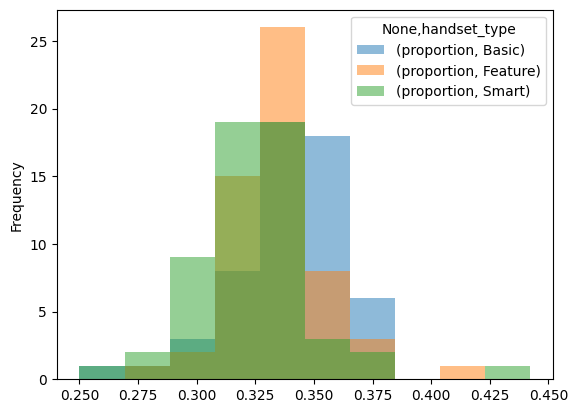 None,handset_type
(proportion, Basic)
(proportion, Feature)
(proportion, Smart)
Frequency
25
20
15
10
5
0
0.250 0.275 0.300 0.325 0.350 0.375 0.400 0.425 0.450